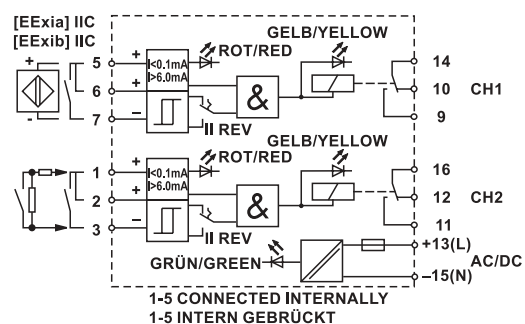 [EExia] IIC
[EExib] IIC
GELB/YELLOW
ROT/RED
+
-
5
+
6
+
7
–
I<0.1mA
I>6.0mA
&
II REV
14
10
CH1
9
GELB/YELLOW
ROT/RED
1
+
2
+
3
–
I<0.1mA
I>6.0mA
&
II REV
16
12
CH2
11
GRÜN/GREEN
+13(L)
AC/DC
–15(N)
1-5 CONNECTED INTERNALLY
1-5 INTERN GEBRÜCKT